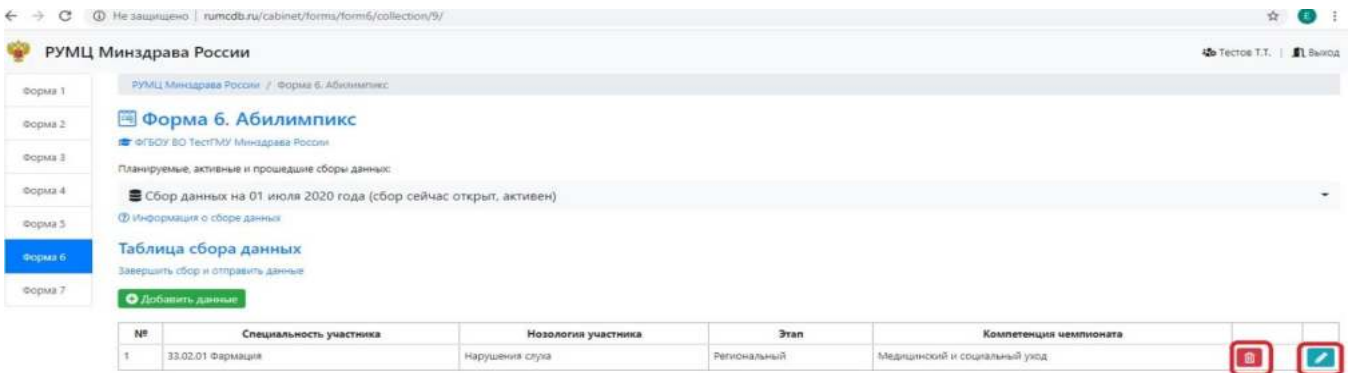 Не защищено | rumcdb.ru/cabinet/forms/form6/collection/9/
E
РУМЦ Минздрава России
Тестов Т.Т. | Выход
Форма 1
Форма 2
Форма 3
Форма 4
Форма 5
Форма 6
Форма 7
РУМЦ Минздрава России / Форма 6. Абилимпикс
Форма 6. Абилимпикс
ФГБОУ ВО ТестГМУ Минздрава России
Планируемые, активные и прошедшие сборы данных:
Сбор данных на 01 июля 2020 года (сбор сейчас открыт, активен)
Информация о сборе данных
Таблица сбора данных
Завершить сбор и отправить данные
Добавить данные
№ Специальность участника Нозология участника Этап Компетенция чемпионата
1 33.02.01 Фармация Нарушения слуха Региональный Медицинский и социальный уход